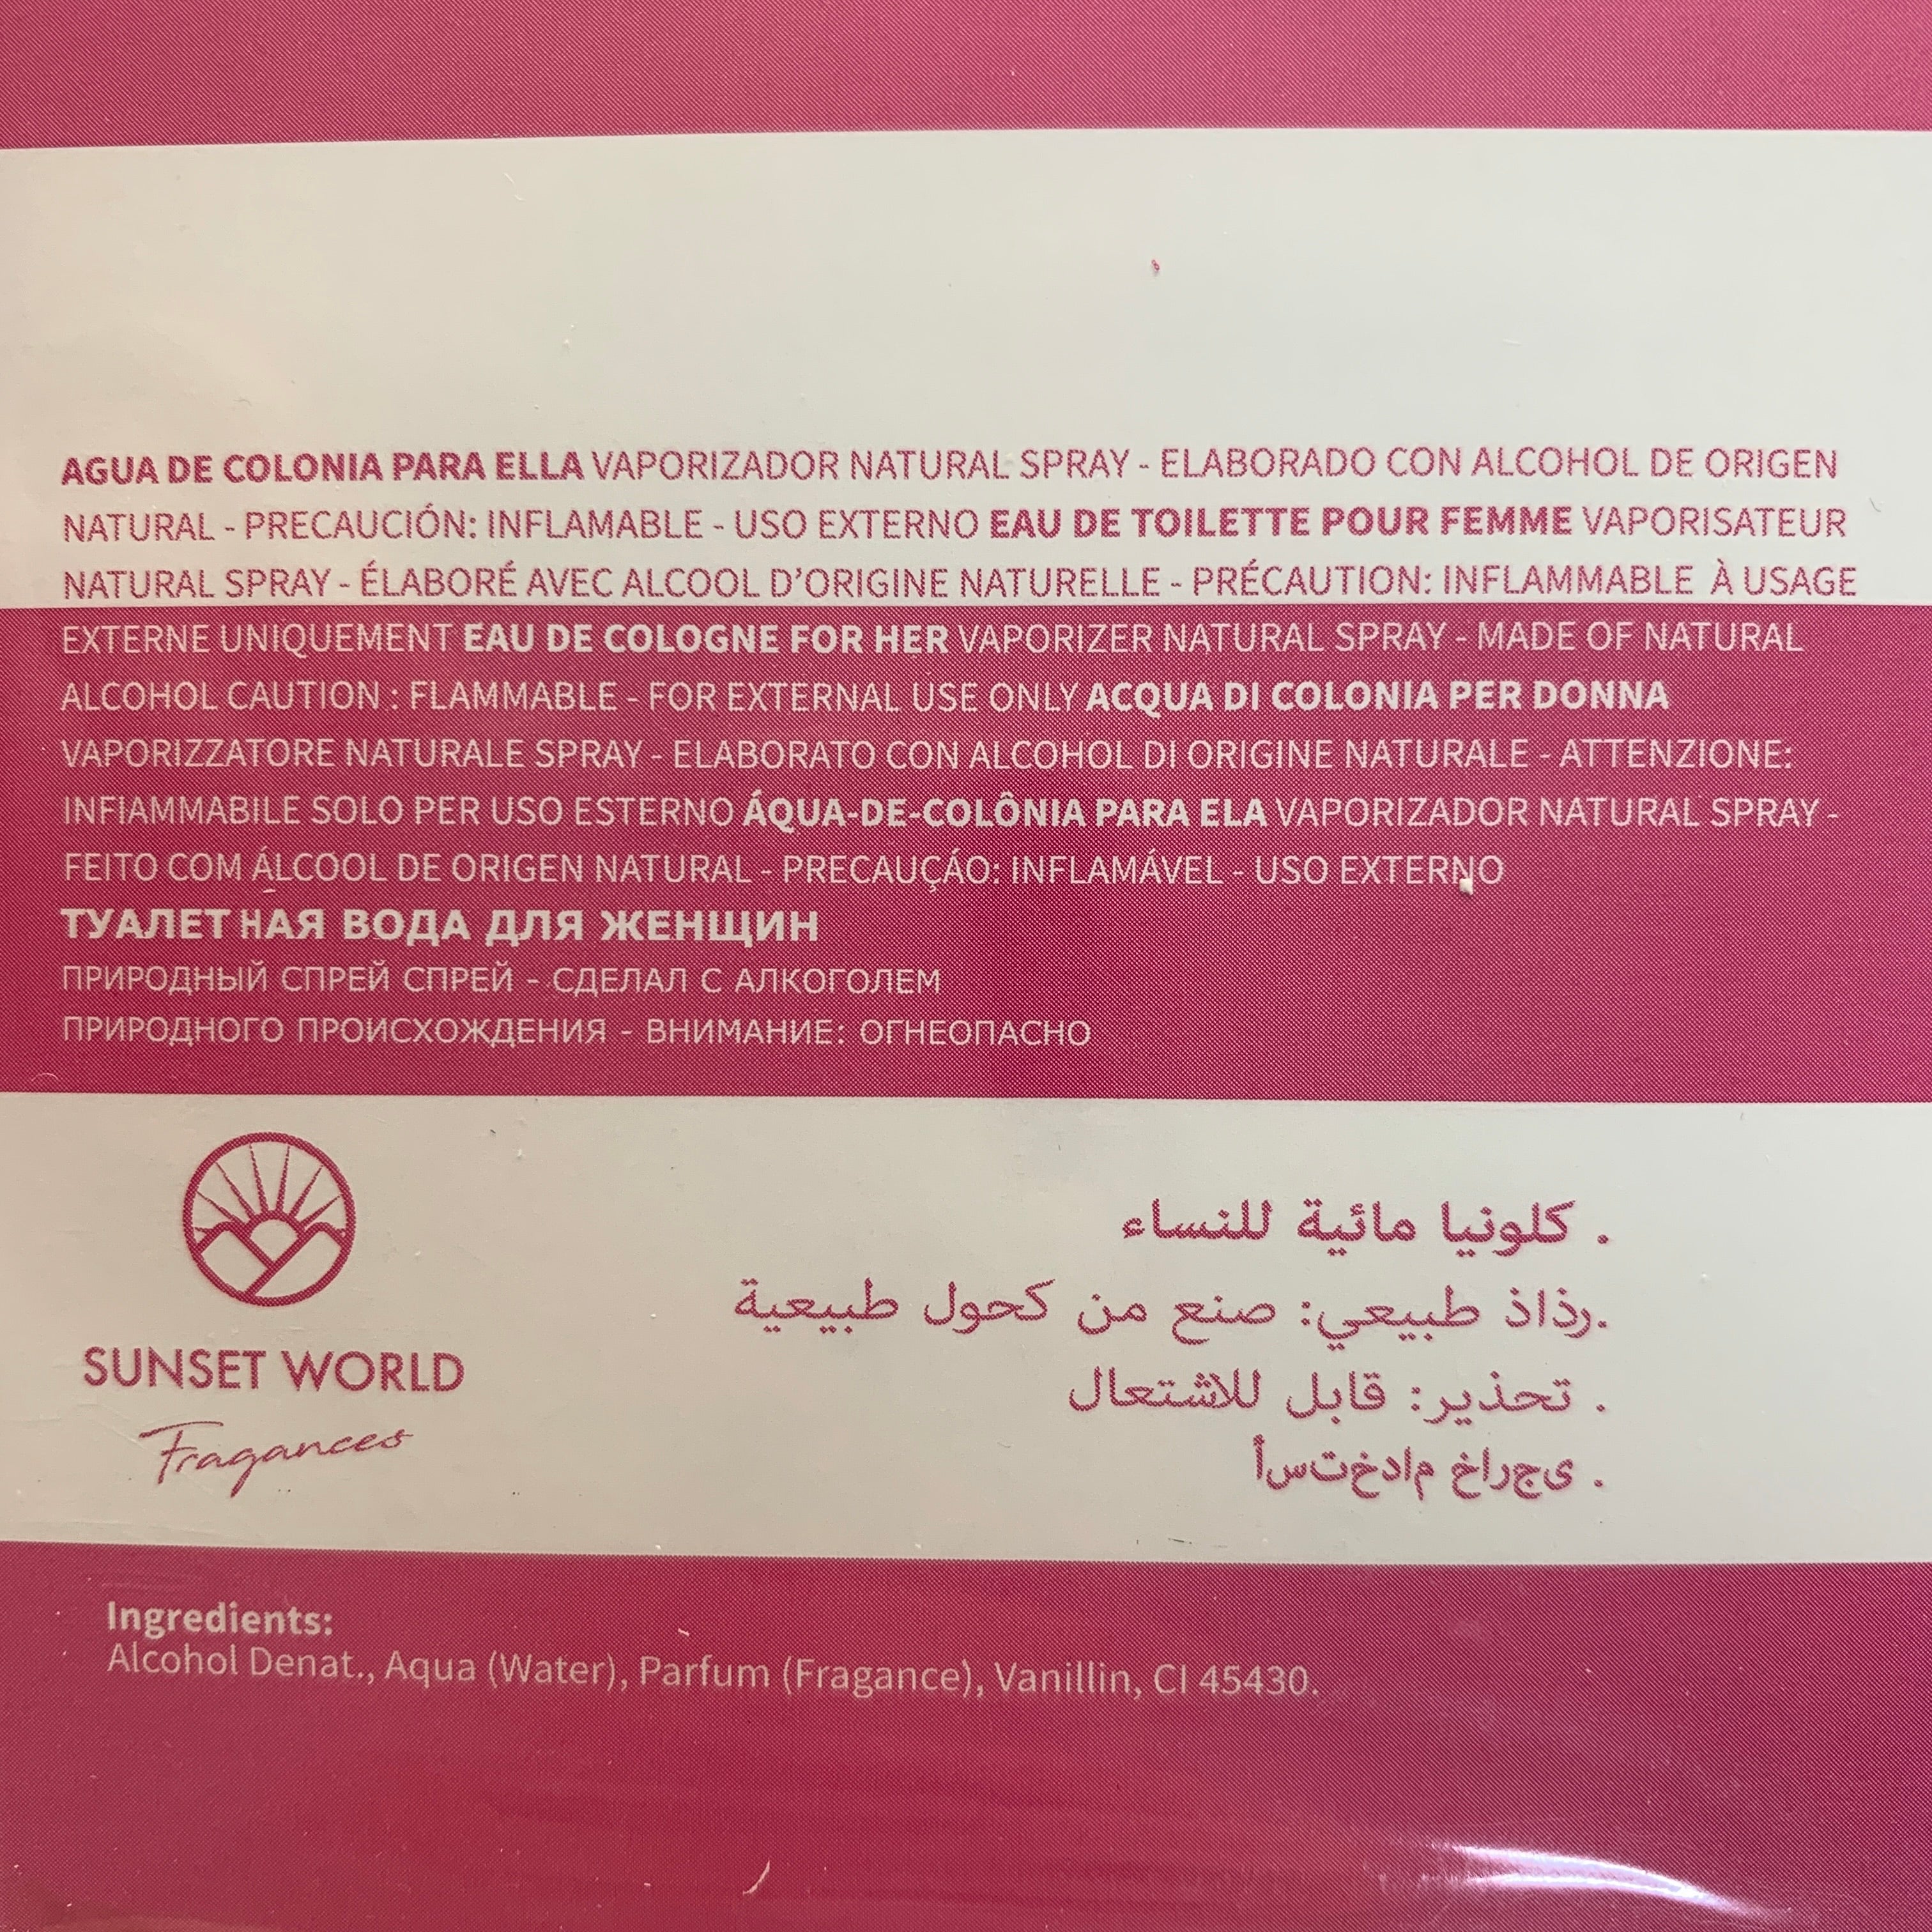 AGUA DE COLONIA PARA ELLA VAPORIZADOR NATURAL SPRAY - ELABORADO CON ALCOHOL DE ORIGEN
NATURAL - PRECAUCIÓN: INFLAMABLE - USO EXTERNO EAU DE TOILETTE POUR FEMME VAPORISATEUR
NATURAL SPRAY - ÉLABORÉ AVEC ALCOOL D'ORIGINE NATURELLE - PRÉCAUTION: INFLAMMABLE À USAGE
EXTERNE UNIQUEMENT EAU DE COLOGNE FOR HER VAPORIZER NATURAL SPRAY - MADE OF NATURAL
ALCOHOL CAUTION : FLAMMABLE - FOR EXTERNAL USE ONLY ACQUA DI COLONIA PER DONNA
VAPORIZZATORE NATURALE SPRAY - ELABORATO CON ALCOHOL DI ORIGINE NATURALE - ATTENZIONE:
INFIAMMABILE SOLO PER USO ESTERNO ÁQUA-DE-COLÔNIA PARA ELA VAPORIZADOR NATURAL SPRAY -
FEITO COM ÁLCOOL DE ORIGEN NATURAL - PRECAUÇÁO: INFLAMÁVEL - USO EXTERNO
ТУАЛЕТНАЯ ВОДА ДЛЯ ЖЕНЩИН
ПРИРОДНЫЙ СПРЕЙ СПРЕЙ - СДЕЛАЛ С АЛКОГОЛЕМ
ПРИРОДНОГО ПРОИСХОЖДЕНИЯ - ВНИМАНИЕ: ОГНЕОПАСНО
. كلونيا مائية للنساء
.رذاذ طبيعي: صنع من كحول طبيعية
. تحذير: قابل للاشتعال
. ىجراخ مادختسأ
SUNSET WORLD
Fragances
Ingredients:
Alcohol Denat., Aqua (Water), Parfum (Fragance), Vanillin, CI 45430.